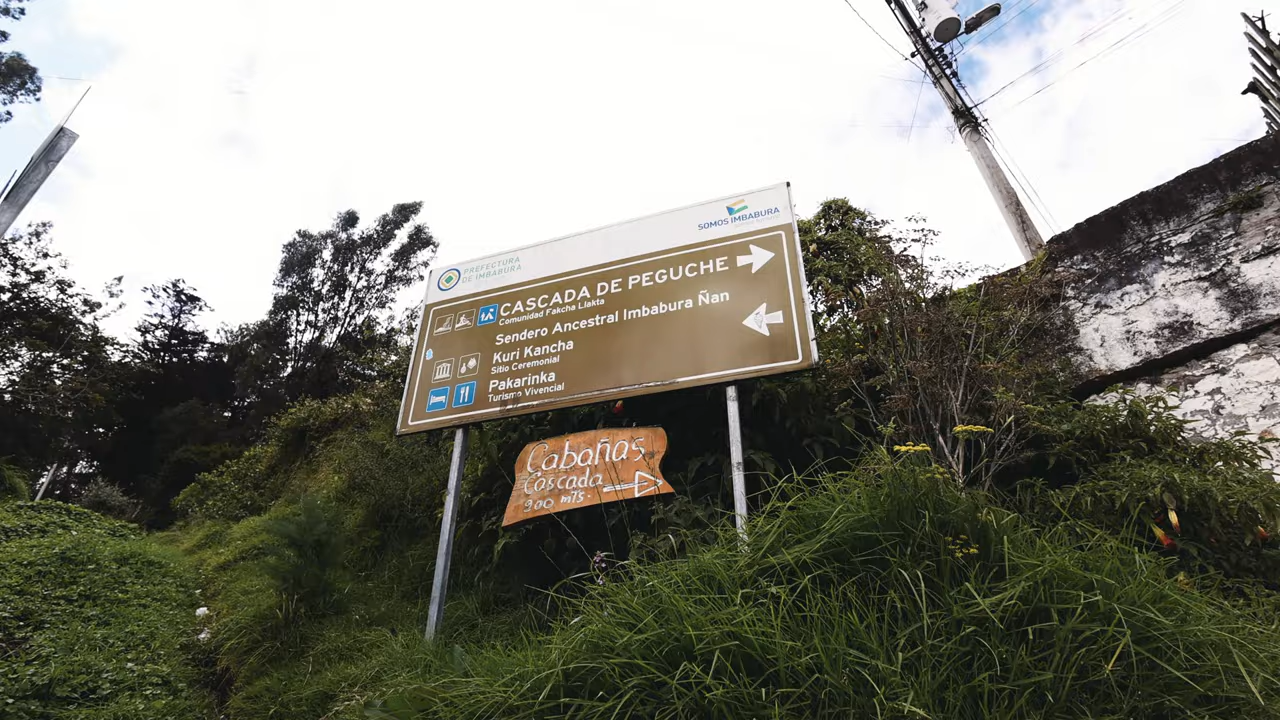 PREFECTURA
DE IMBABURA
SOMOS IMBABURA
CASCADA DE PEGUCHE
Comunidad Fakcha Llakta
Sendero Ancestral Imbabura Ñan
Kuri Kancha
Sitio Ceremonial
Pakarinka
Turismo Vivencial
Cabañas
Cascada
900 mts.